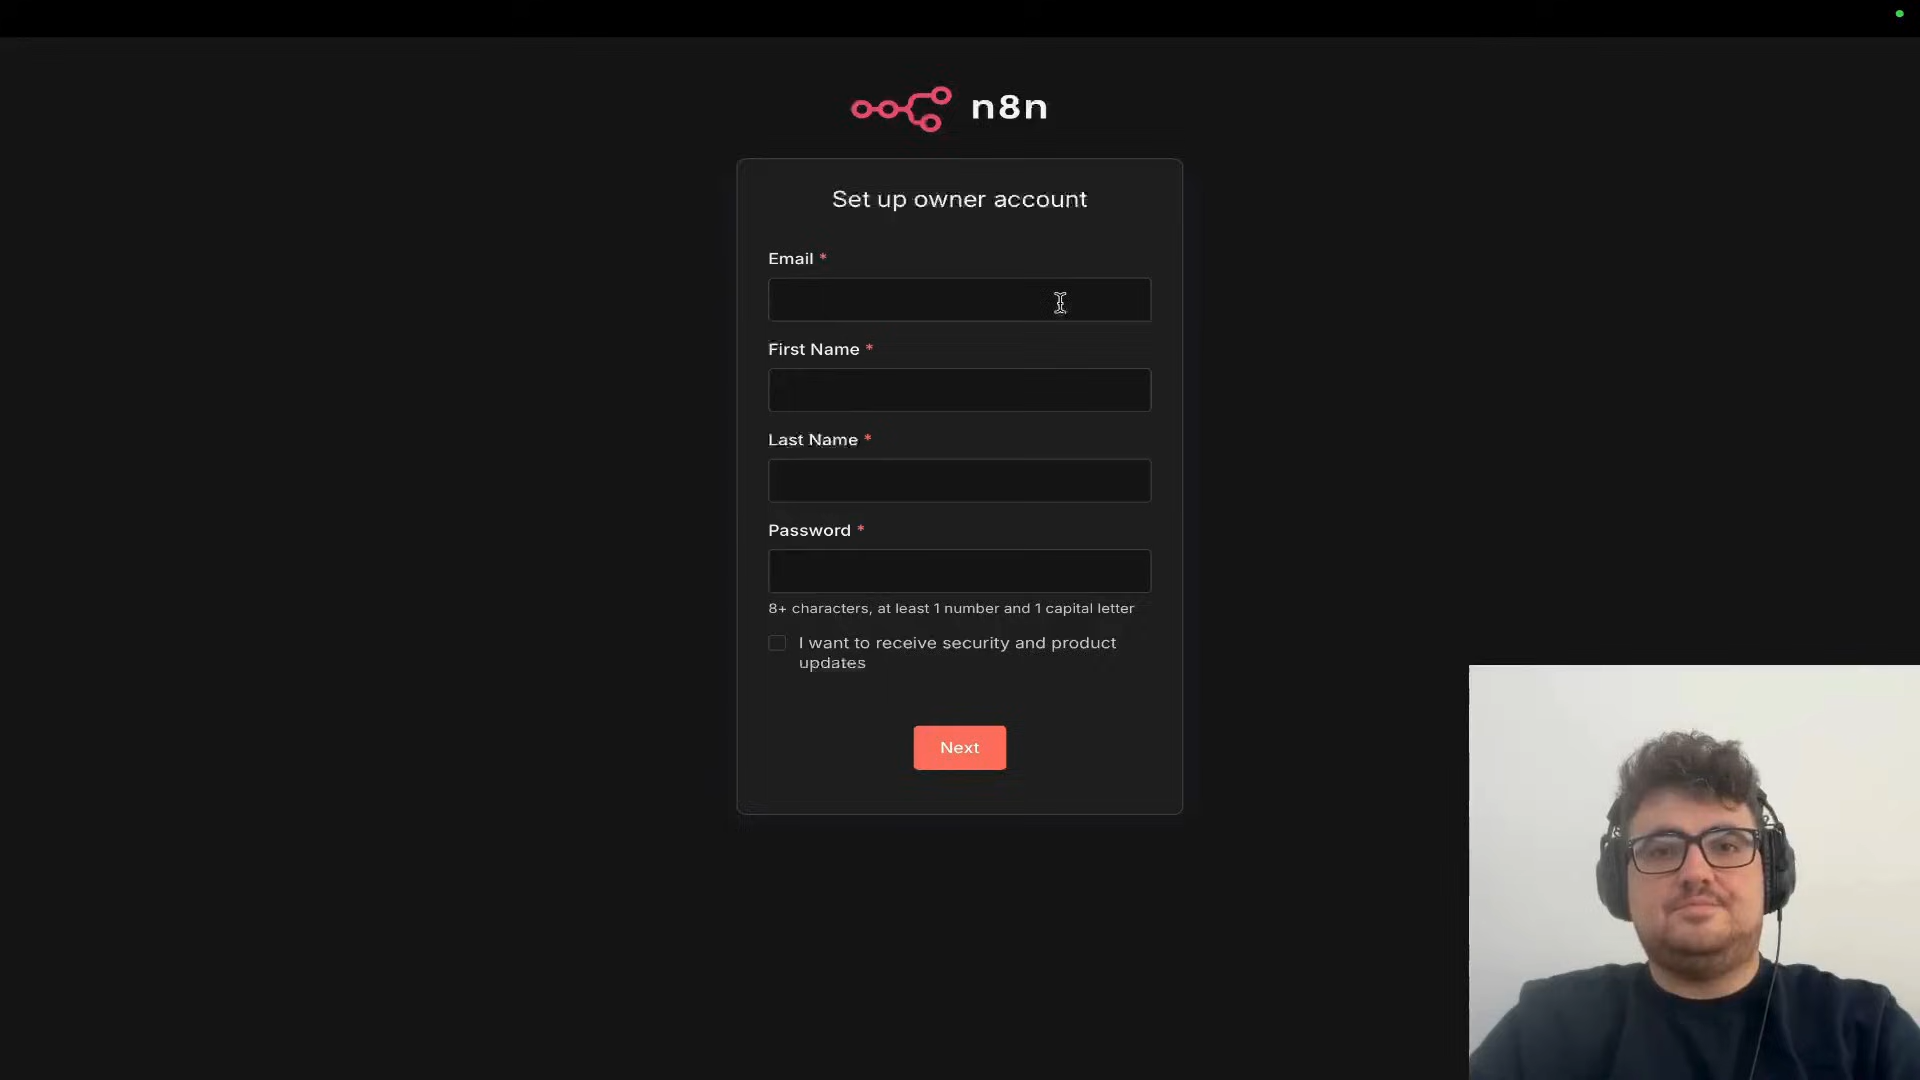 n8n
Set up owner account
Email *
First Name *
Last Name *
Password *
8+ characters, at least 1 number and 1 capital letter
I want to receive security and product
updates
Next